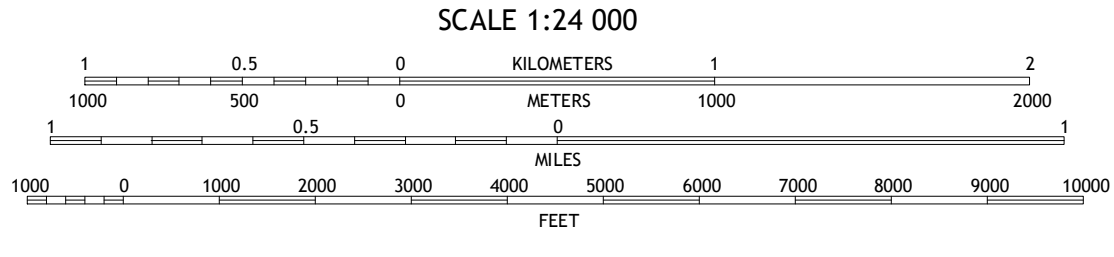 SCALE 1:24 000
1 0.5 0 KILOMETERS 1 2
1000 500 0 METERS 1000 2000
1 0.5 0 1
MILES
1000 0 1000 2000 3000 4000 5000 6000 7000 8000 9000 10000
FEET